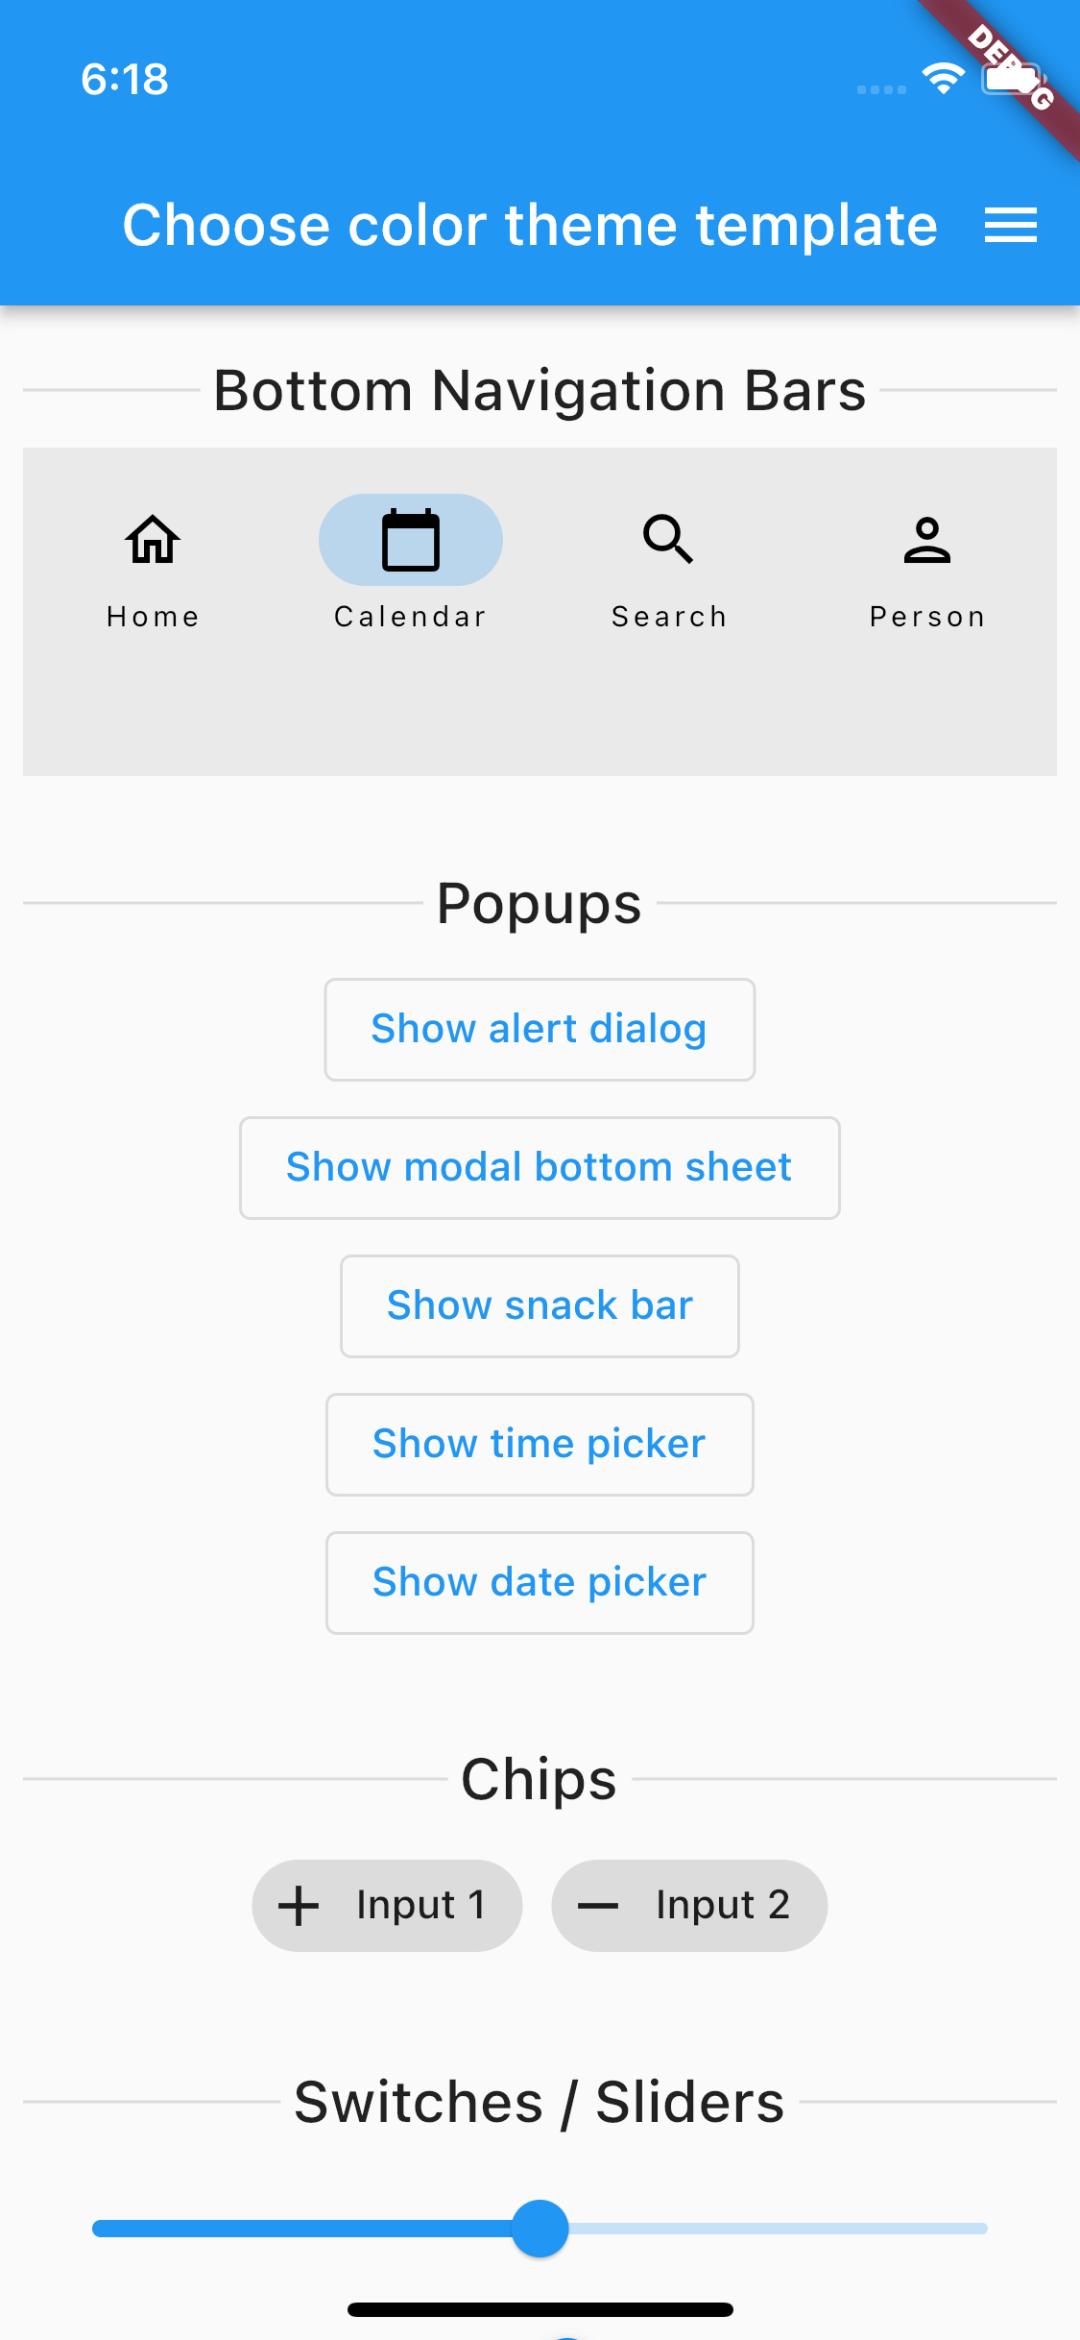 6:18
DEBUG
Choose color theme template
Bottom Navigation Bars
Home Calendar Search Person
Popups
Show alert dialog
Show modal bottom sheet
Show snack bar
Show time picker
Show date picker
Chips
Input 1 Input 2
Switches / Sliders